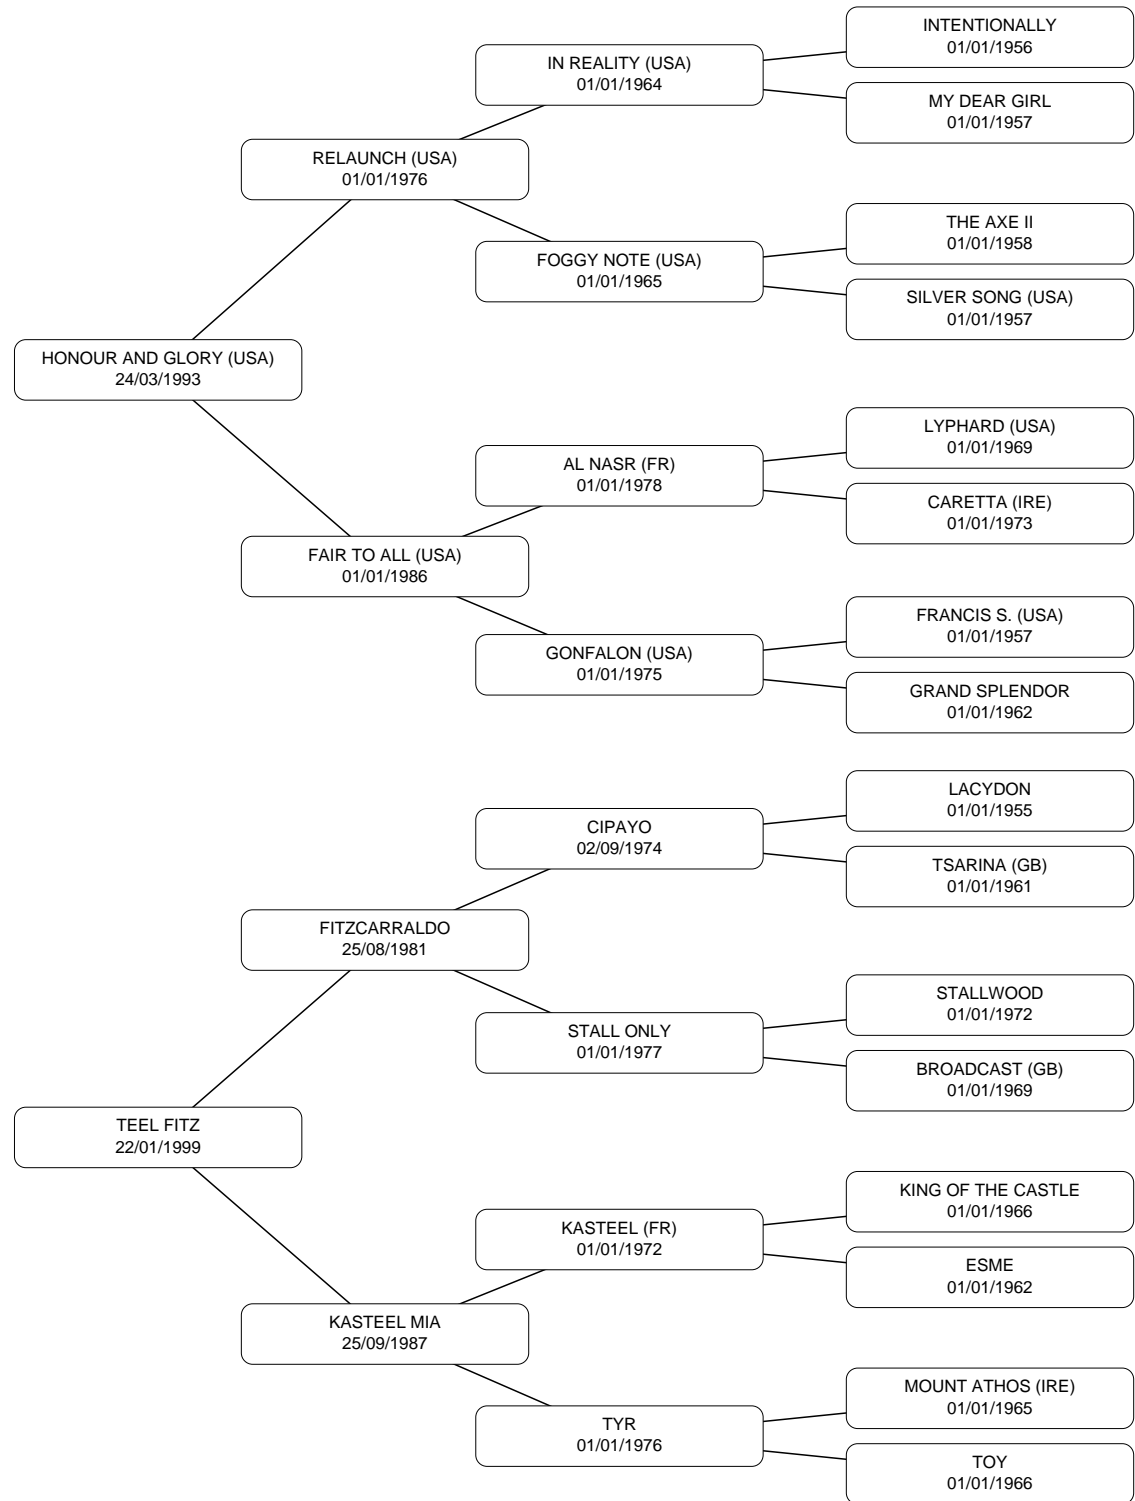 INTENTIONALLY
01/01/1956
IN REALITY (USA)
01/01/1964
MY DEAR GIRL
01/01/1957
RELAUNCH (USA)
01/01/1976
THE AXE II
01/01/1958
FOGGY NOTE (USA)
01/01/1965
SILVER SONG (USA)
01/01/1957
HONOUR AND GLORY (USA)
24/03/1993
LYPHARD (USA)
01/01/1969
AL NASR (FR)
01/01/1978
CARETTA (IRE)
01/01/1973
FAIR TO ALL (USA)
01/01/1986
FRANCIS S. (USA)
01/01/1957
GONFALON (USA)
01/01/1975
GRAND SPLENDOR
01/01/1962
LACYDON
01/01/1955
CIPAYO
02/09/1974
TSARINA (GB)
01/01/1961
FITZCARRALDO
25/08/1981
STALLWOOD
01/01/1972
STALL ONLY
01/01/1977
BROADCAST (GB)
01/01/1969
TEEL FITZ
22/01/1999
KING OF THE CASTLE
01/01/1966
KASTEEL (FR)
01/01/1972
ESME
01/01/1962
KASTEEL MIA
25/09/1987
MOUNT ATHOS (IRE)
01/01/1965
TYR
01/01/1976
TOY
01/01/1966